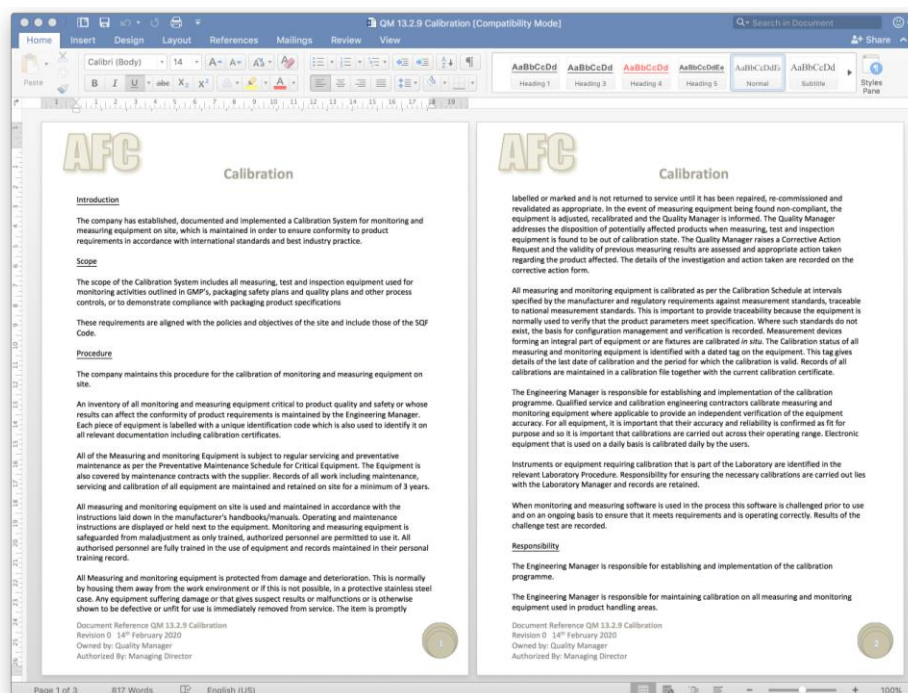 QM 13.2.9 Calibration [Compatibility Mode]
Search in Document
Home Insert Design Layout References Mailings Review View
Share
Paste
Calibri (Body) 14
AaBbCcDd AaBbCcDd AaBbCcDd AaBbCcDdEe AaBbCcDdEe AaBbCcDd
Heading 1 Heading 3 Heading 4 Heading 5 Normal Subtitle
Styles Pane
AFC
Calibration
Introduction
The company has established, documented and implemented a Calibration System for monitoring and
measuring equipment on site, which is maintained in order to ensure conformity to product
requirements in accordance with international standards and best industry practice.
Scope
The scope of the Calibration System includes all measuring, test and inspection equipment used for
monitoring activities outlined in GMP's, packaging safety plans and quality plans and other process
controls, or to demonstrate compliance with packaging product specifications
These requirements are aligned with the policies and objectives of the site and include those of the SQF
Code.
Procedure
The company maintains this procedure for the calibration of monitoring and measuring equipment on
site.
An inventory of all monitoring and measuring equipment critical to product quality and safety or whose
results can affect the conformity of product requirements is maintained by the Engineering Manager.
Each piece of equipment is labelled with a unique identification code which is also used to identify it on
all relevant documentation including calibration certificates.
All of the Measuring and monitoring Equipment is subject to regular servicing and preventative
maintenance as per the Preventative Maintenance Schedule for Critical Equipment. The Equipment is
also covered by maintenance contracts with the supplier. Records of all work including maintenance,
servicing and calibration of all equipment are maintained and retained on site for a minimum of 3 years.
All measuring and monitoring equipment on site is used and maintained in accordance with the
instructions laid down in the manufacturer's handbooks/manuals. Operating and maintenance
instructions are displayed or held next to the equipment. Monitoring and measuring equipment is
safeguarded from maladjustment as only trained, authorized personnel are permitted to use it. All
authorised personnel are fully trained in the use of equipment and records maintained in their personal
training record.
All Measuring and monitoring equipment is protected from damage and deterioration. This is normally
by housing them away from the work environment or if this is not possible, in a protective stainless steel
case. Any equipment suffering damage or that gives suspect results or malfunctions or is otherwise
shown to be defective or unfit for use is immediately removed from service. The item is promptly
Document Reference QM 13.2.9 Calibration
Revision 0 14th February 2020
Owned by: Quality Manager
Authorized By: Managing Director
1
AFC
Calibration
labelled or marked and is not returned to service until it has been repaired, re-commissioned and
revalidated as appropriate. In the event of measuring equipment being found non-compliant, the
equipment is adjusted, recalibrated and the Quality Manager is informed. The Quality Manager
addresses the disposition of potentially affected products when measuring, test and inspection
equipment is found to be out of calibration state. The Quality Manager raises a Corrective Action
Request and the validity of previous measuring results are assessed and appropriate action taken
regarding the product affected. The details of the investigation and action taken are recorded on the
corrective action form.
All measuring and monitoring equipment is calibrated as per the Calibration Schedule at intervals
specified by the manufacturer and regulatory requirements against measurement standards, traceable
to national measurement standards. This is important to provide traceability because the equipment is
normally used to verify that the product parameters meet specification. Where such standards do not
exist, the basis for configuration management and verification is recorded. Measurement devices
forming an integral part of equipment or are fixtures are calibrated in situ. The Calibration status of all
measuring and monitoring equipment is identified with a dated tag on the equipment. This tag gives
details of the last date of calibration and the period for which the calibration is valid. Records of all
calibrations are maintained in a calibration file together with the current calibration certificate.
The Engineering Manager is responsible for establishing and implementation of the calibration
programme. Qualified service and calibration engineering contractors calibrate measuring and
monitoring equipment where applicable to provide an independent verification of the equipment
accuracy. For all equipment, it is important that their accuracy and reliability is confirmed as fit for
purpose and so it is important that calibrations are carried out across their operating range. Electronic
equipment that is used on a daily basis is calibrated daily by the users.
Instruments or equipment requiring calibration that is part of the Laboratory are identified in the
relevant Laboratory Procedure. Responsibility for ensuring the necessary calibrations are carried out lies
with the Laboratory Manager and records are retained.
When monitoring and measuring software is used in the process this software is challenged prior to use
and on an ongoing basis to ensure that it meets requirements and is operating correctly. Results of the
challenge test are recorded.
Responsibility
The Engineering Manager is responsible for establishing and implementation of the calibration
programme.
The Engineering Manager is responsible for maintaining calibration on all measuring and monitoring
equipment used in product handling areas.
Document Reference QM 13.2.9 Calibration
Revision 0 14th February 2020
Owned by: Quality Manager
Authorized By: Managing Director
2
Page 1 of 3 817 Words English (US) 100%